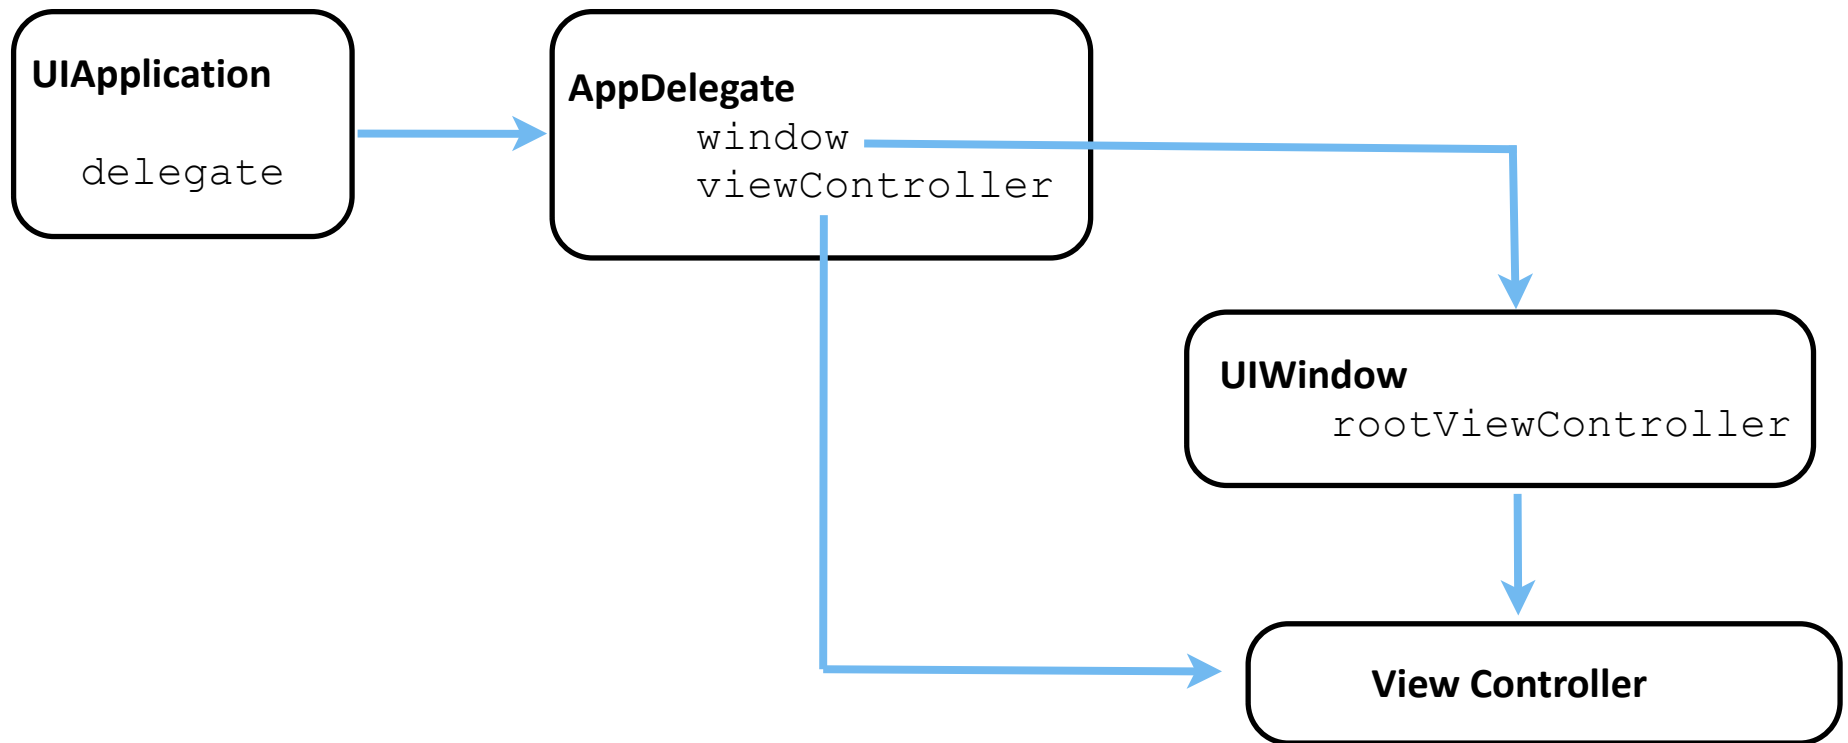 UIApplication
delegate
AppDelegate
window
viewController
UIWindow
rootViewController
View Controller